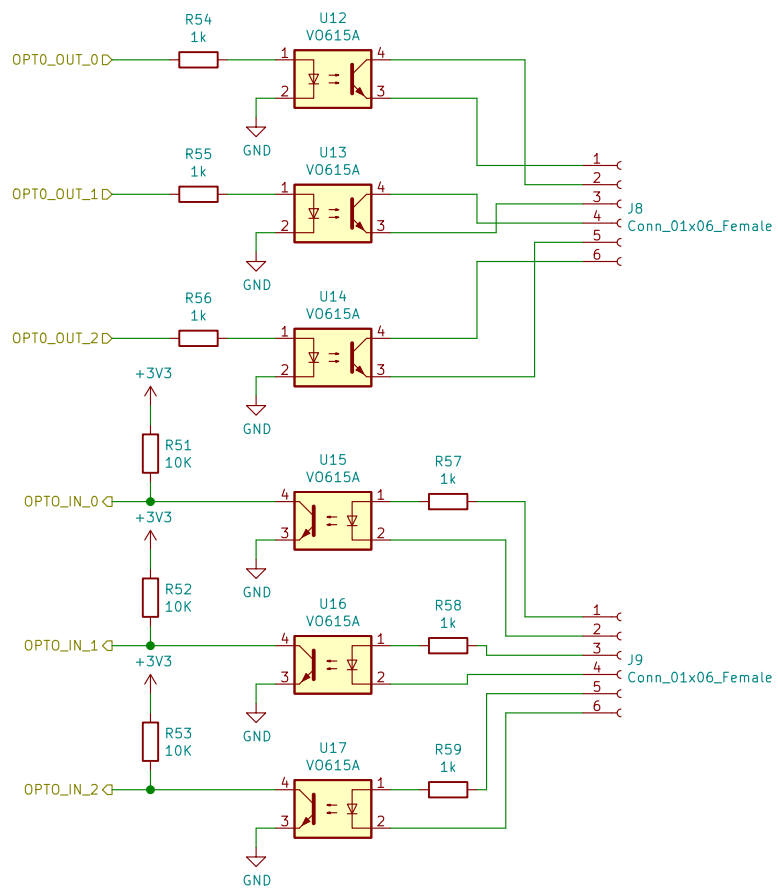 R54
1k
U12
VO615A
OPTO_OUT_0
1
2
4
3
GND
R55
1k
U13
VO615A
OPTO_OUT_1
1
2
4
3
GND
R56
1k
U14
VO615A
OPTO_OUT_2
1
2
4
3
GND
1
2
3
4
5
6
J8
Conn_01x06_Female
+3V3
R51
10K
OPTO_IN_0
U15
VO615A
4
3
1
2
R57
1k
GND
+3V3
R52
10K
OPTO_IN_1
U16
VO615A
4
3
1
2
R58
1k
GND
+3V3
R53
10K
OPTO_IN_2
U17
VO615A
4
3
1
2
R59
1k
GND
1
2
3
4
5
6
J9
Conn_01x06_Female